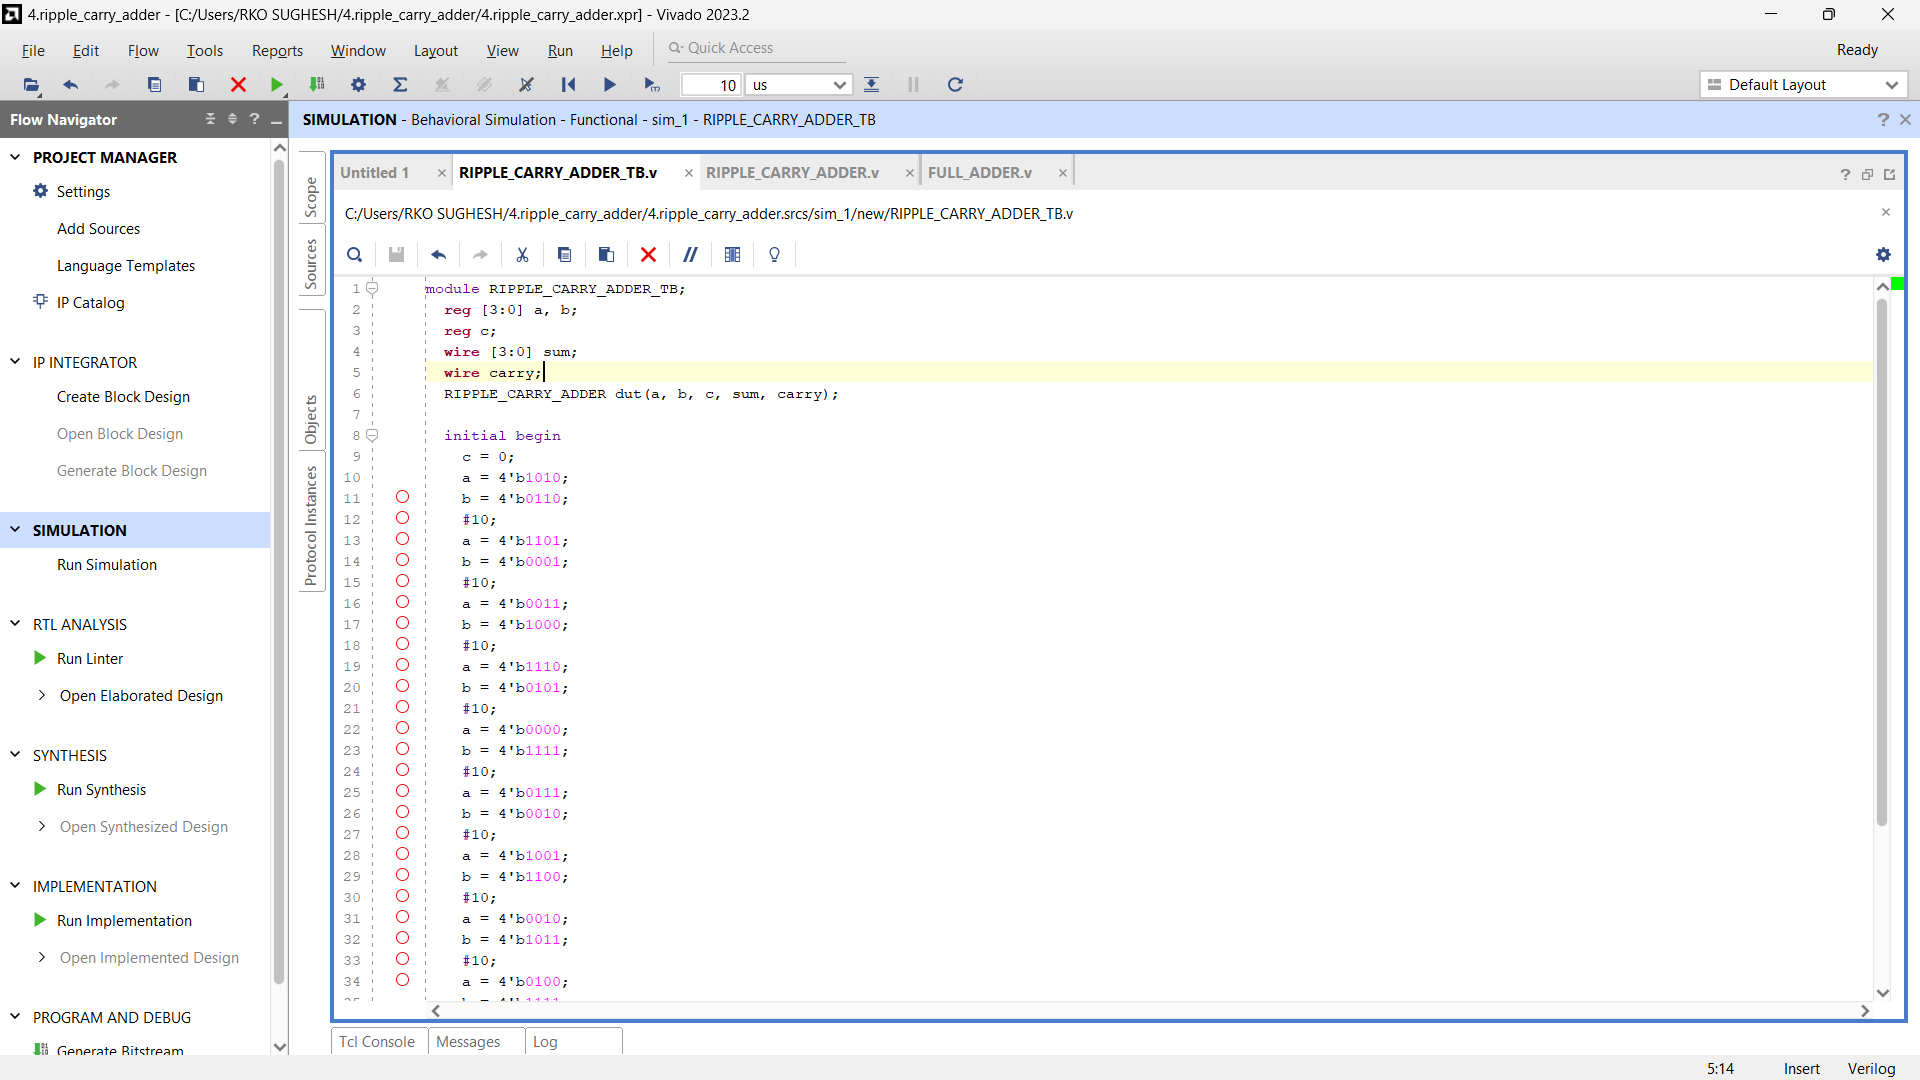 4.ripple_carry_adder - [C:/Users/RKO SUGHESH/4.ripple_carry_adder/4.ripple_carry_adder.xpr] - Vivado 2023.2
File Edit Flow Tools Reports Window Layout View Run Help Quick Access Ready
10 us Default Layout
Flow Navigator
SIMULATION - Behavioral Simulation - Functional - sim_1 - RIPPLE_CARRY_ADDER_TB
PROJECT MANAGER
Settings
Add Sources
Language Templates
IP Catalog
IP INTEGRATOR
Create Block Design
Open Block Design
Generate Block Design
SIMULATION
Run Simulation
RTL ANALYSIS
Run Linter
Open Elaborated Design
SYNTHESIS
Run Synthesis
Open Synthesized Design
IMPLEMENTATION
Run Implementation
Open Implemented Design
PROGRAM AND DEBUG
Generate Bitstream
Scope
Sources
Objects
Protocol Instances
Untitled 1 RIPPLE_CARRY_ADDER_TB.v RIPPLE_CARRY_ADDER.v FULL_ADDER.v
C:/Users/RKO SUGHESH/4.ripple_carry_adder/4.ripple_carry_adder.srcs/sim_1/new/RIPPLE_CARRY_ADDER_TB.v
1 module RIPPLE_CARRY_ADDER_TB;
2 reg [3:0] a, b;
3 reg c;
4 wire [3:0] sum;
5 wire carry;
6 RIPPLE_CARRY_ADDER dut(a, b, c, sum, carry);
7
8 initial begin
9 c = 0;
10 a = 4'b1010;
11 b = 4'b0110;
12 #10;
13 a = 4'b1101;
14 b = 4'b0001;
15 #10;
16 a = 4'b0011;
17 b = 4'b1000;
18 #10;
19 a = 4'b1110;
20 b = 4'b0101;
21 #10;
22 a = 4'b0000;
23 b = 4'b1111;
24 #10;
25 a = 4'b0111;
26 b = 4'b0010;
27 #10;
28 a = 4'b1001;
29 b = 4'b1100;
30 #10;
31 a = 4'b0010;
32 b = 4'b1011;
33 #10;
34 a = 4'b0100;
Tcl Console Messages Log
5:14 Insert Verilog